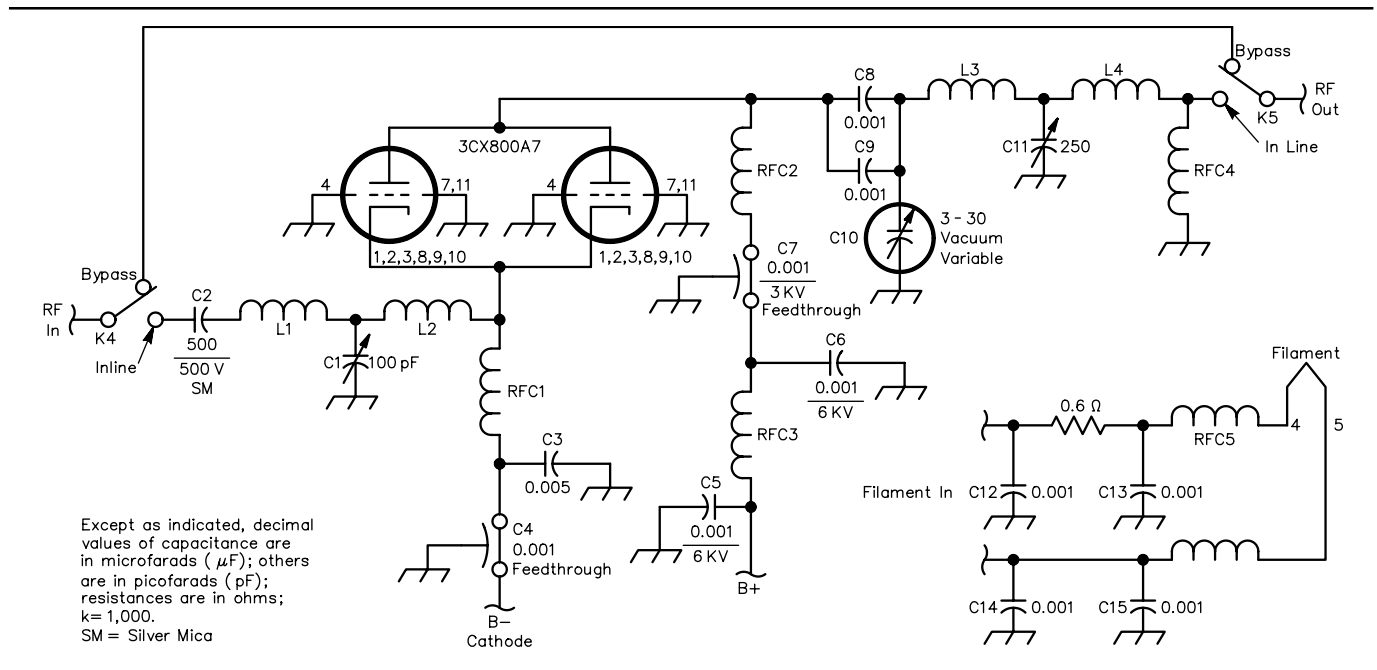 Bypass
C8
L3
L4
RF
Out
0.001
K5
3CX800A7
C9
C11
250
In Line
4
7,11
4
7,11
RFC2
0.001
RFC4
C10
3 - 30
Vacuum
Variable
1,2,3,8,9,10
1,2,3,8,9,10
C7
0.001
3 KV
Feedthrough
Bypass
C2
RF
In
K4
L1
L2
Inline
500
500 V
SM
C1
100 pF
C6
0.001
6 KV
Filament
RFC1
0.6 Ω
RFC3
RFC5
4
5
C3
0.005
C5
0.001
6 KV
Filament In
C12
0.001
C13
0.001
C4
0.001
Feedthrough
B+
B–
Cathode
C14
0.001
C15
0.001
Except as indicated, decimal
values of capacitance are
in microfarads ( μF); others
are in picofarads ( pF);
resistances are in ohms;
k= 1,000.
SM = Silver Mica